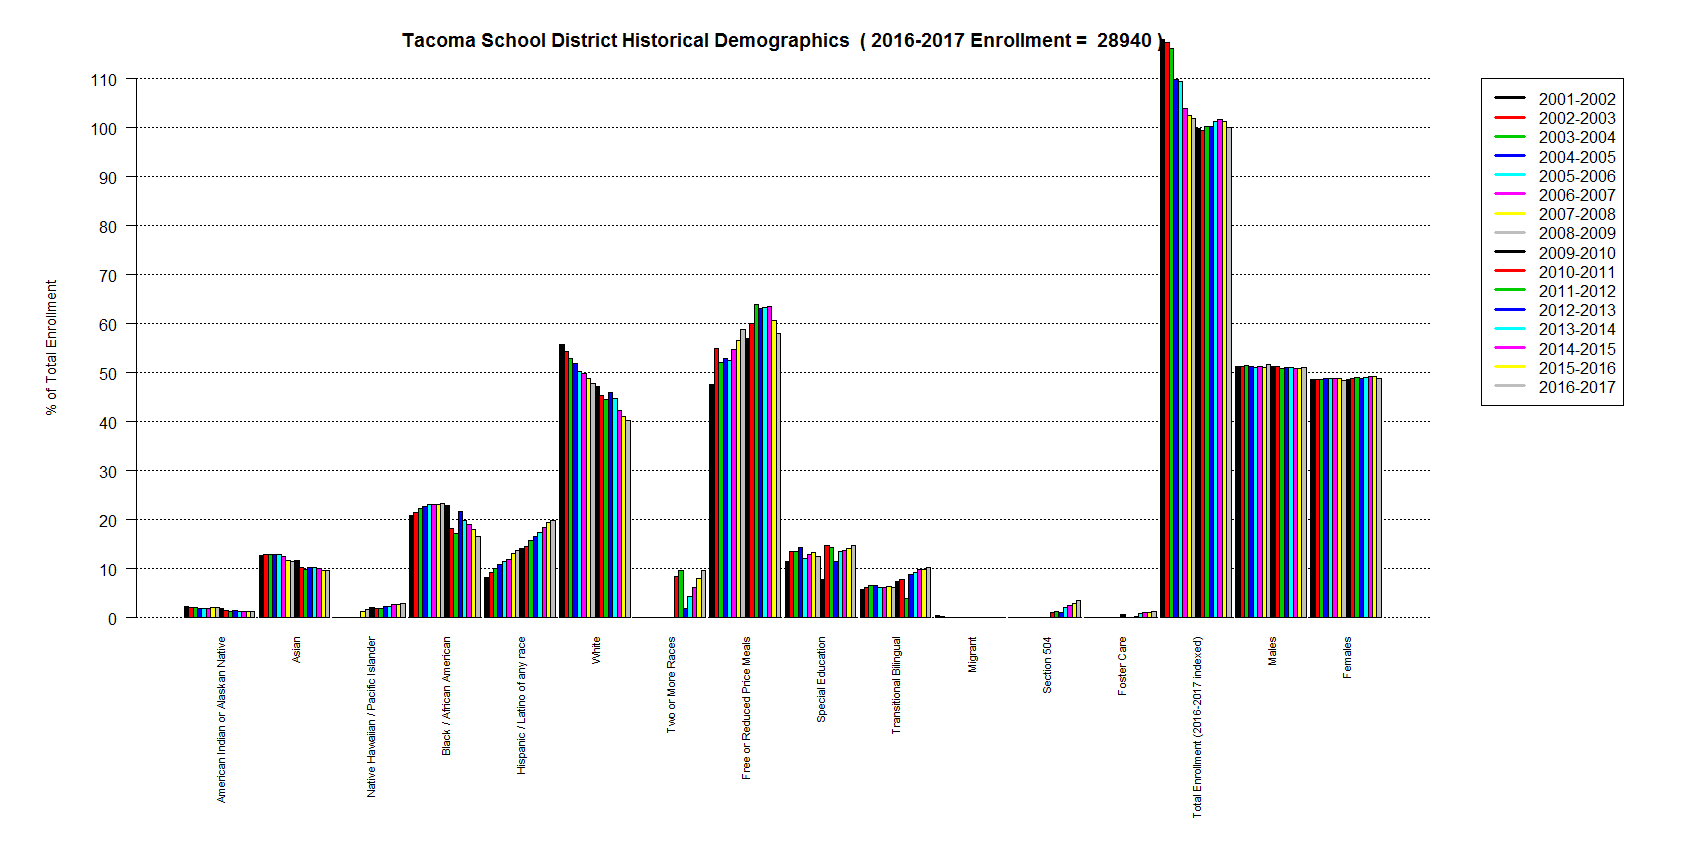 Tacoma School District Historical Demographics ( 2016-2017 Enrollment = 28940 )
% of Total Enrollment
110
100
90
80
70
60
50
40
30
20
10
0
American Indian or Alaskan Native
Asian
Native Hawaiian / Pacific Islander
Black / African American
Hispanic / Latino of any race
White
Two or More Races
Free or Reduced Price Meals
Special Education
Transitional Bilingual
Migrant
Section 504
Foster Care
Total Enrollment (2016-2017 indexed)
Males
Females
2001-2002
2002-2003
2003-2004
2004-2005
2005-2006
2006-2007
2007-2008
2008-2009
2009-2010
2010-2011
2011-2012
2012-2013
2013-2014
2014-2015
2015-2016
2016-2017